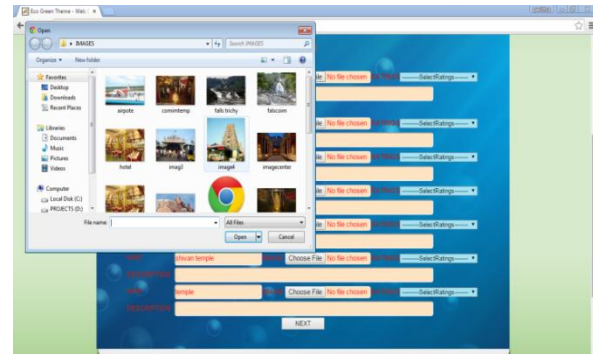 Eco Green Theme - Web
Open
IMAGES
Search IMAGES
Organize
New folder
Favorites
Desktop
Downloads
Recent Places
Libraries
Documents
Music
Pictures
Videos
Computer
Local Disk (C:)
PROJECTS (D:)
airpote comimtemp falls trichy
hotel imag3 image4 imagecenter
File name: All Files
Open Cancel
No file chosen -------SelectRatings-------
No file chosen -------SelectRatings-------
No file chosen -------SelectRatings-------
No file chosen -------SelectRatings-------
No file chosen -------SelectRatings-------
shivan temple Choose File No file chosen -------SelectRatings-------
DESCRIPTION
temple Choose File No file chosen -------SelectRatings-------
DESCRIPTION
NEXT